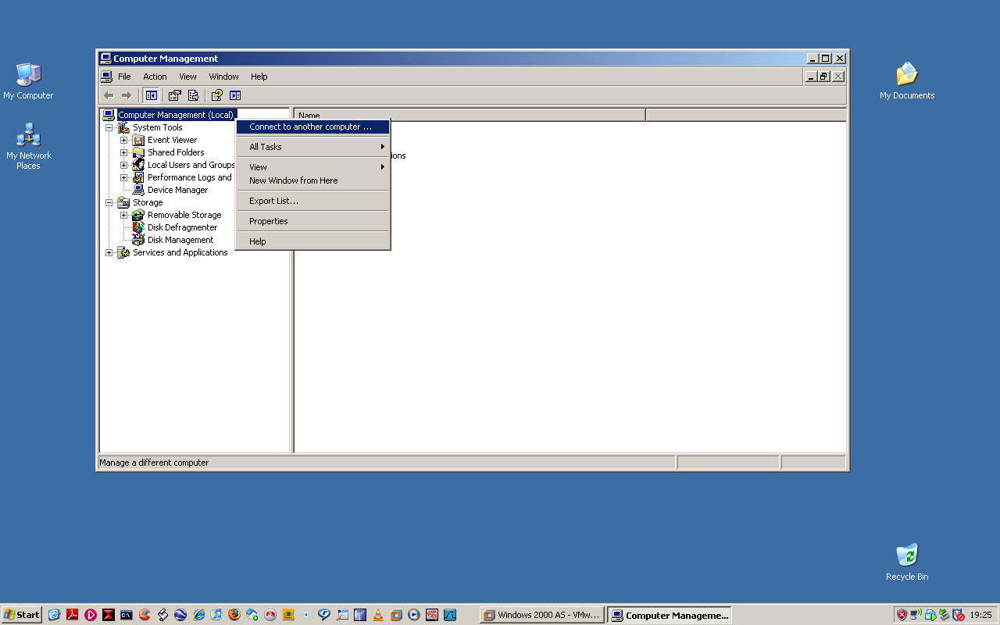 My Computer
My Network
Places
Computer Management
File Action View Window Help
Computer Management (Local)
System Tools
Event Viewer
Shared Folders
Local Users and Groups
Performance Logs and
Device Manager
Storage
Removable Storage
Disk Defragmenter
Disk Management
Services and Applications
Name
ions
Connect to another computer ...
All Tasks
View
New Window from Here
Export List...
Properties
Help
Manage a different computer
My Documents
Recycle Bin
Start
C:\
Windows 2000 AS - VMw...
Computer Manageme...
19:25